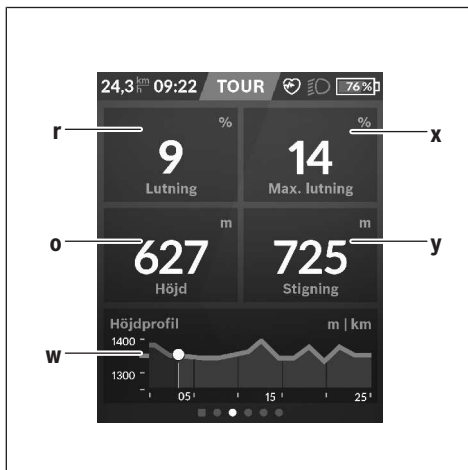 24,3 km/h 09:22 TOUR 76 %
r % % x
9 14
Lutning Max. lutning
o m m y
627 725
Höjd Stigning
Höjdprofil m | km
w 1400
1300
05 15 25